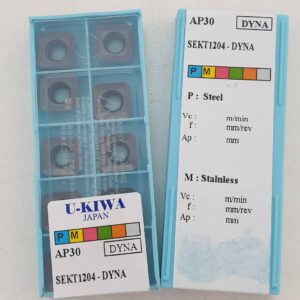 AP30 DYNA
SEKT1204 - DYNA
P M
P : Steel
Vc : m/min
f : mm/rev
Ap : mm
M : Stainless
Vc : m/min
f : mm/rev
Ap : mm
U-KIWA
JAPAN
P M
AP30 DYNA
SEKT1204 - DYNA